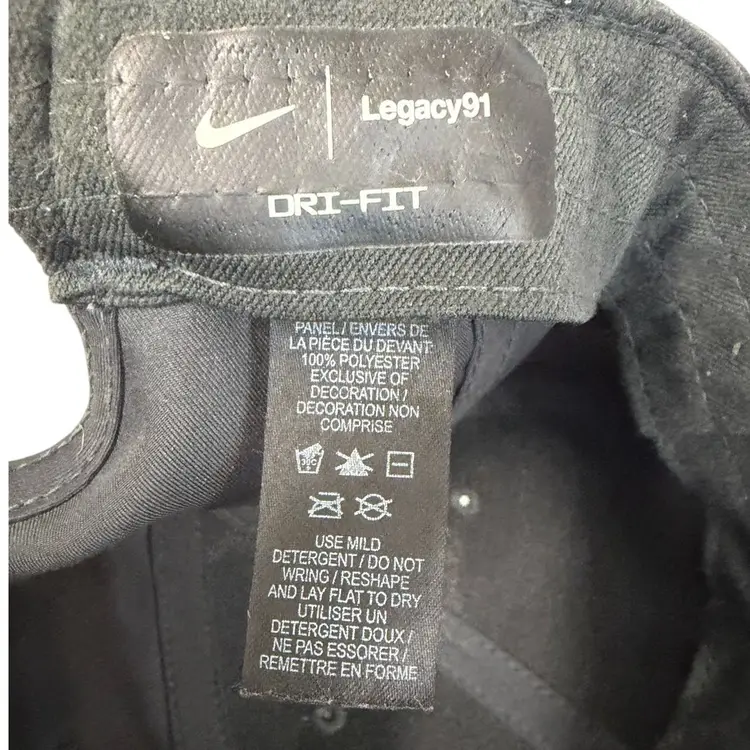 Legacy91
DRI-FIT
PANEL / ENVERS DE
LA PIÈCE DU DEVANT:
100% POLYESTER
EXCLUSIVE OF
DECORATION /
DECORATION NON
COMPRISE
USE MILD
DETERGENT / DO NOT
WRING / RESHAPE
AND LAY FLAT TO DRY
UTILISER UN
DETERGENT DOUX /
NE PAS ESSORER /
REMETTRE EN FORME